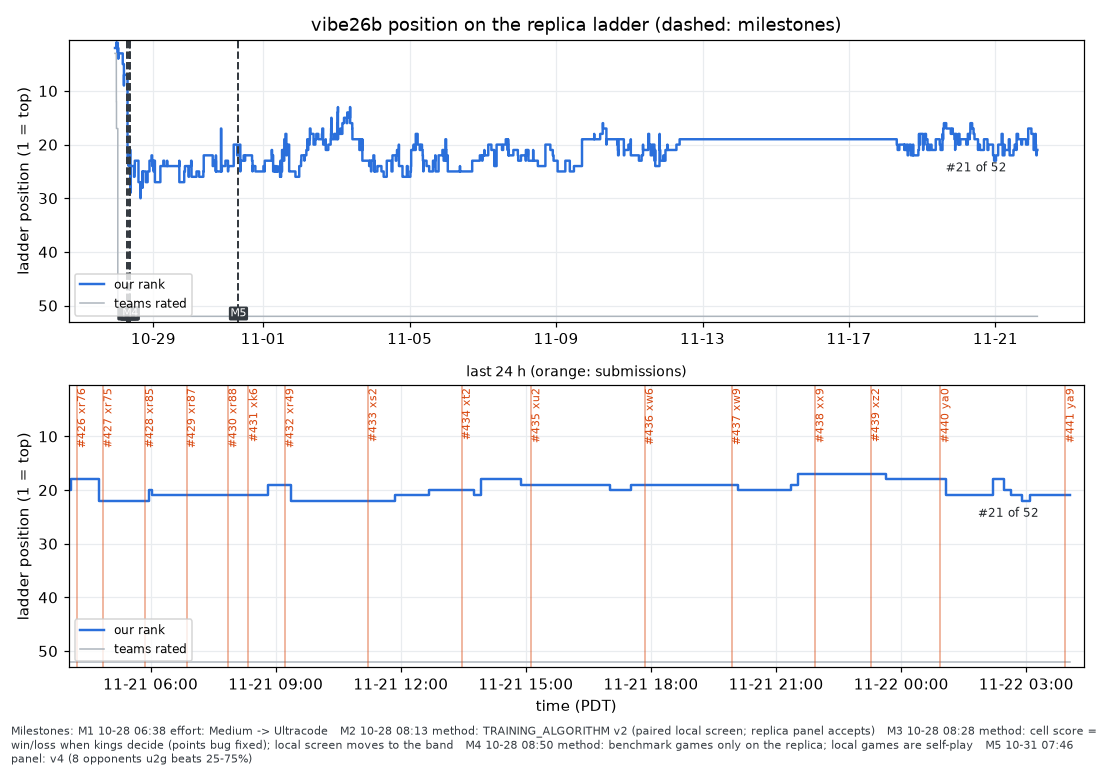 vibe26b position on the replica ladder (dashed: milestones)
ladder position (1 = top)
10
20
30
40
50
#21 of 52
our rank
teams rated
M4
M5
10-29
11-01
11-05
11-09
11-13
11-17
11-21
last 24 h (orange: submissions)
ladder position (1 = top)
10
20
30
40
50
#426 xr76
#427 xr75
#428 xr85
#429 xr87
#430 xr88
#431 xk6
#432 xr49
#433 xs2
#434 xt2
#435 xu2
#436 xw6
#437 xw9
#438 xx9
#439 xz2
#440 ya0
#441 ya9
#21 of 52
our rank
teams rated
11-21 06:00
11-21 09:00
11-21 12:00
11-21 15:00
11-21 18:00
11-21 21:00
11-22 00:00
11-22 03:00
time (PDT)
Milestones: M1 10-28 06:38 effort: Medium -> Ultracode M2 10-28 08:13 method: TRAINING_ALGORITHM v2 (paired local screen; replica panel accepts) M3 10-28 08:28 method: cell score =
win/loss when kings decide (points bug fixed); local screen moves to the band M4 10-28 08:50 method: benchmark games only on the replica; local games are self-play M5 10-31 07:46
panel: v4 (8 opponents u2g beats 25-75%)